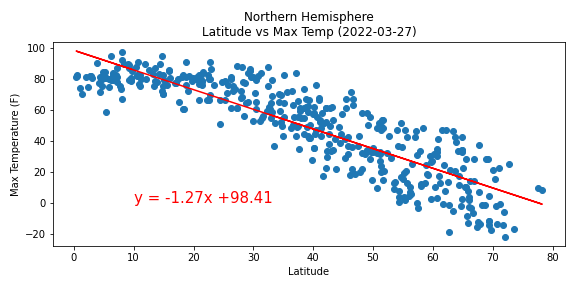 Northern Hemisphere
Latitude vs Max Temp (2022-03-27)
Max Temperature (F)
100
80
60
40
20
0
−20
y = -1.27x +98.41
0 10 20 30 40 50 60 70 80
Latitude